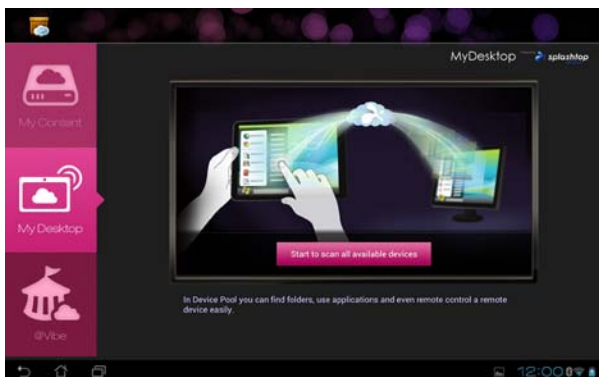 MyDesktop splashtop
My Content
My Desktop
@Vibe
Start to scan all available devices
In Device Pool you can find folders, use applications and even remote control a remote
device easily.
12:00